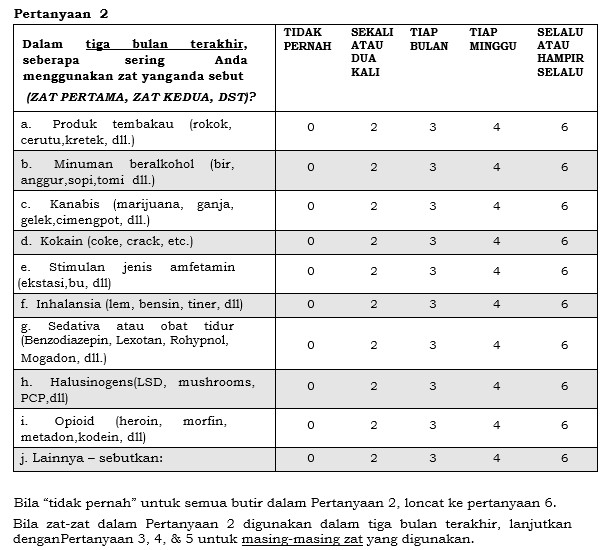 Pertanyaan 2
Dalam tiga bulan terakhir, seberapa sering Anda menggunakan zat yanganda sebut
(ZAT PERTAMA, ZAT KEDUA, DST)?
TIDAK PERNAH
SEKALI ATAU DUA KALI
TIAP BULAN
TIAP MINGGU
SELALU ATAU HAMPIR SELALU
a. Produk tembakau (rokok,
cerutu,kretek, dll.)
0 2 3 4 6
b. Minuman beralkohol (bir,
anggur,sopi,tomi dll.)
0 2 3 4 6
c. Kanabis (marijuana, ganja,
gelek,cimengpot, dll.)
0 2 3 4 6
d. Kokain (coke, crack, etc.)
0 2 3 4 6
e. Stimulan jenis amfetamin
(ekstasi,bu, dll)
0 2 3 4 6
f. Inhalansia (lem, bensin, tiner, dll)
0 2 3 4 6
g. Sedativa atau obat tidur
(Benzodiazepin, Lexotan, Rohypnol,
Mogadon, dll.)
0 2 3 4 6
h. Halusinogens(LSD, mushrooms,
PCP,dll)
0 2 3 4 6
i. Opioid (heroin, morfin,
metadon,kodein, dll)
0 2 3 4 6
j. Lainnya – sebutkan:
0 2 3 4 6
Bila “tidak pernah” untuk semua butir dalam Pertanyaan 2, loncat ke pertanyaan 6.
Bila zat-zat dalam Pertanyaan 2 digunakan dalam tiga bulan terakhir, lanjutkan
denganPertanyaan 3, 4, & 5 untuk masing-masing zat yang digunakan.